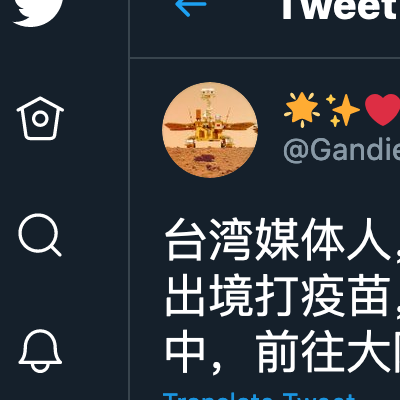 Tweet
@Gandie
台湾媒体人,
出境打疫苗,
中，前往大
Translate Tweet